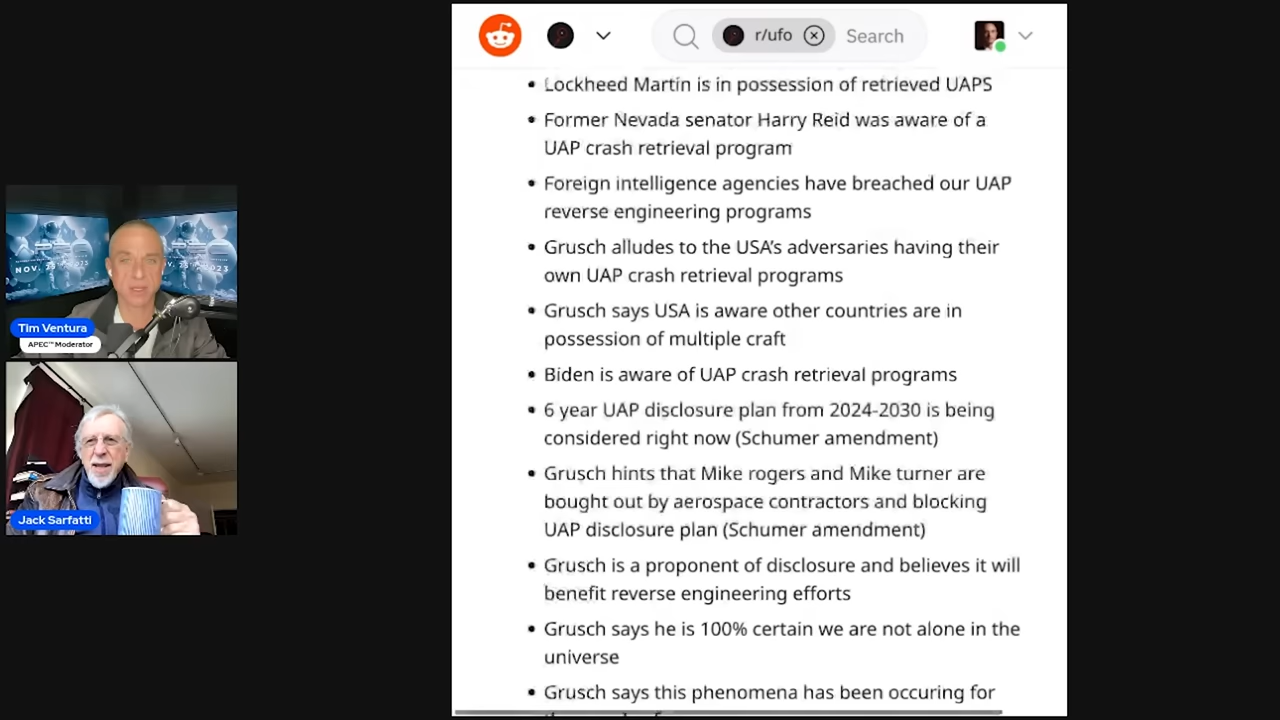 r/ufo
Search
Lockheed Martin is in possession of retrieved UAPS
Former Nevada senator Harry Reid was aware of a
UAP crash retrieval program
Foreign intelligence agencies have breached our UAP
reverse engineering programs
Grusch alludes to the USA’s adversaries having their
own UAP crash retrieval programs
Grusch says USA is aware other countries are in
possession of multiple craft
Biden is aware of UAP crash retrieval programs
6 year UAP disclosure plan from 2024-2030 is being
considered right now (Schumer amendment)
Grusch hints that Mike rogers and Mike turner are
bought out by aerospace contractors and blocking
UAP disclosure plan (Schumer amendment)
Grusch is a proponent of disclosure and believes it will
benefit reverse engineering efforts
Grusch says he is 100% certain we are not alone in the
universe
Grusch says this phenomena has been occuring for
NOV. 25
2023
Tim Ventura
APEC™ Moderator
Jack Sarfatti